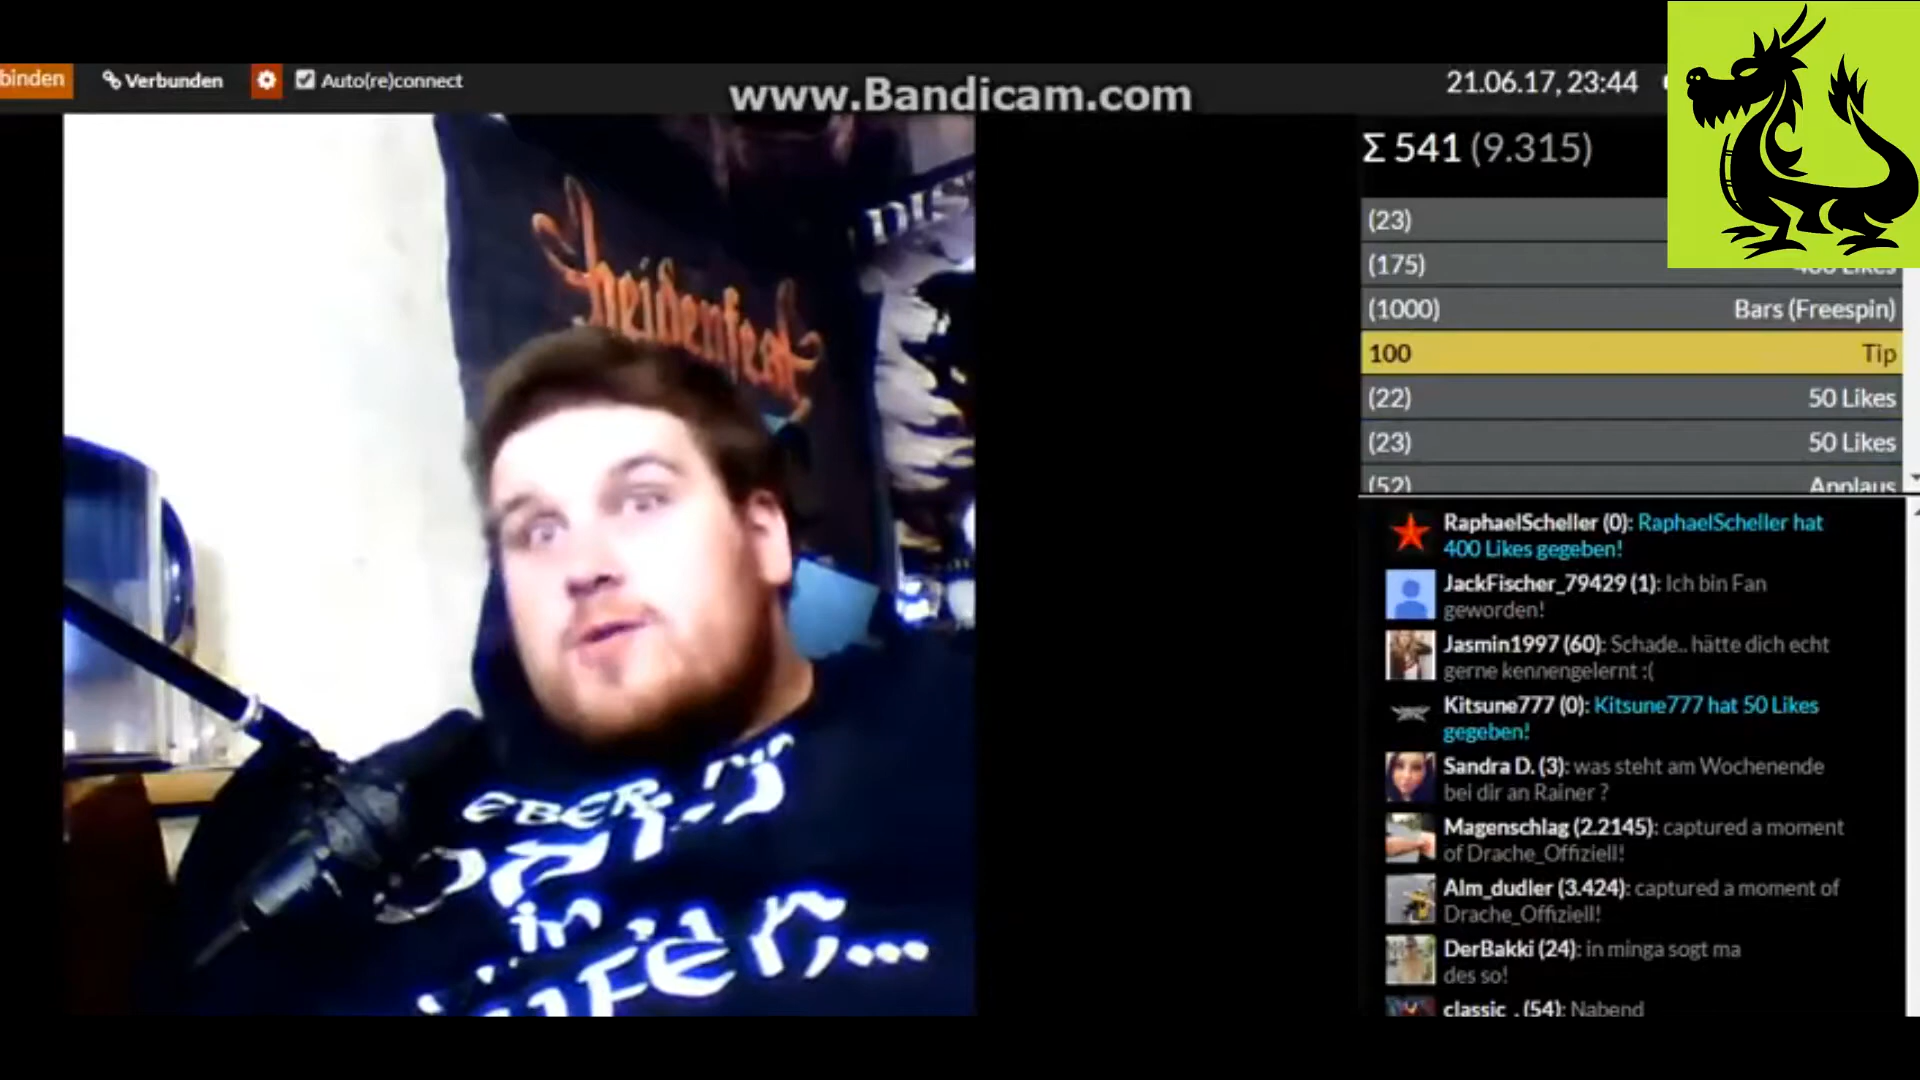 binden
Verbunden
Auto(re)connect
www.Bandicam.com
21.06.17, 23:44
Σ 541 (9.315)
(23)
(175) 400 Likes
(1000) Bars (Freespin)
100 Tip
(22) 50 Likes
(23) 50 Likes
(52) Applaus
RaphaelScheller (0): RaphaelScheller hat
400 Likes gegeben!
JackFischer_79429 (1): Ich bin Fan
geworden!
Jasmin1997 (60): Schade.. hätte dich echt
gerne kennengelernt :(
Kitsune777 (0): Kitsune777 hat 50 Likes
gegeben!
Sandra D. (3): was steht am Wochenende
bei dir an Rainer ?
Magenschlag (2.2145): captured a moment
of Drache_Offiziell!
Alm_dudler (3.424): captured a moment of
Drache_Offiziell!
DerBakki (24): in minga sogt ma
des so!
classic_. (54): Nabend
heidenfest
in